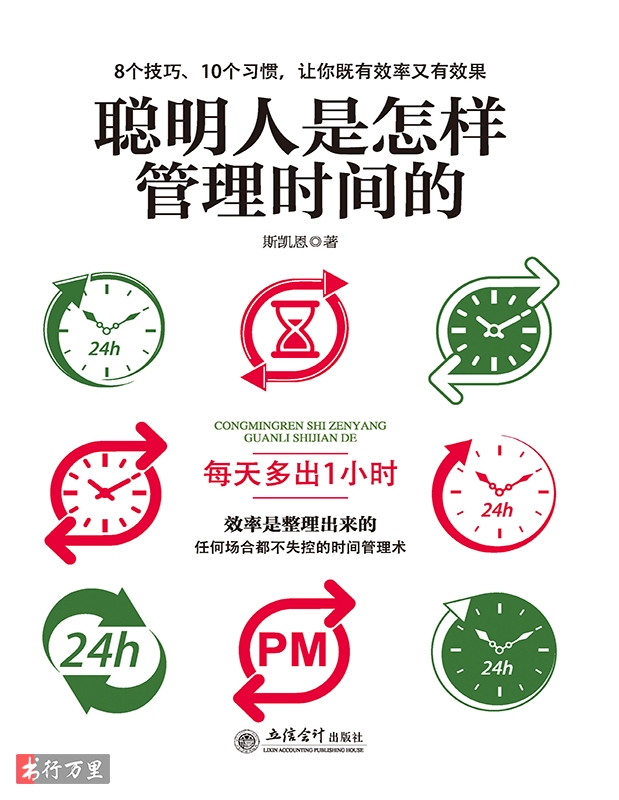 8个技巧、10个习惯，让你既有效率又有效果
聪明人是怎样
管理时间的
斯凯恩◎著
24h
CONGMINGREN SHI ZENYANG
GUANLI SHIJIAN DE
每天多出1小时
24h
效率是整理出来的
任何场合都不失控的时间管理术
24h
PM
24h
立信会计出版社
LIXIN ACCOUNTING PUBLISHING HOUSE
书行万里